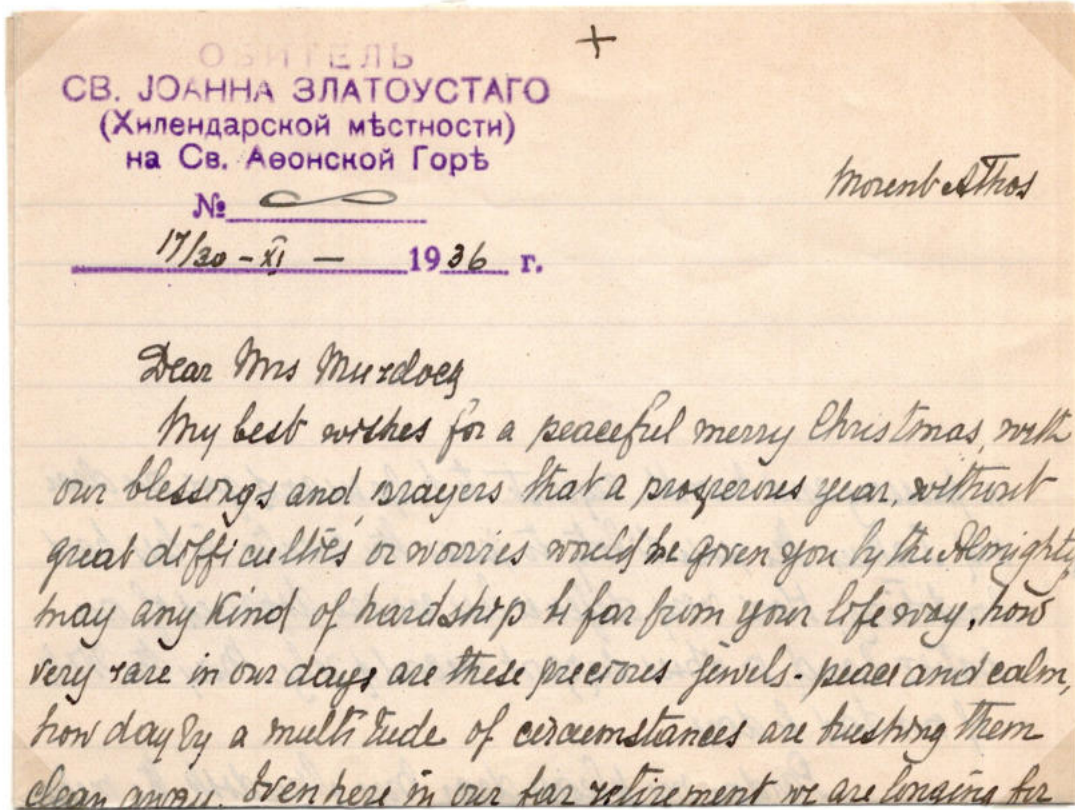 +
ОБИТЕЛЬ
СВ. JОАННА ЗЛАТОУСТАГО
(Хилендарской мѣстности)
на Св. Аѳонской Горѣ
№
17/30 - XI - 1936 г.
Mount Athos
Dear Mrs Murdoch
My best wishes for a peaceful merry Christmas, with
our blessings and prayers that a prosperous year, without
great difficulties or worries would be given you by the Almighty,
may any kind of hardship be far from your life way, how
very rare in our days are these precious jewels - peace and calm,
how day by a multitude of circumstances are them
clean away. Even here in our far retirement we are longing for